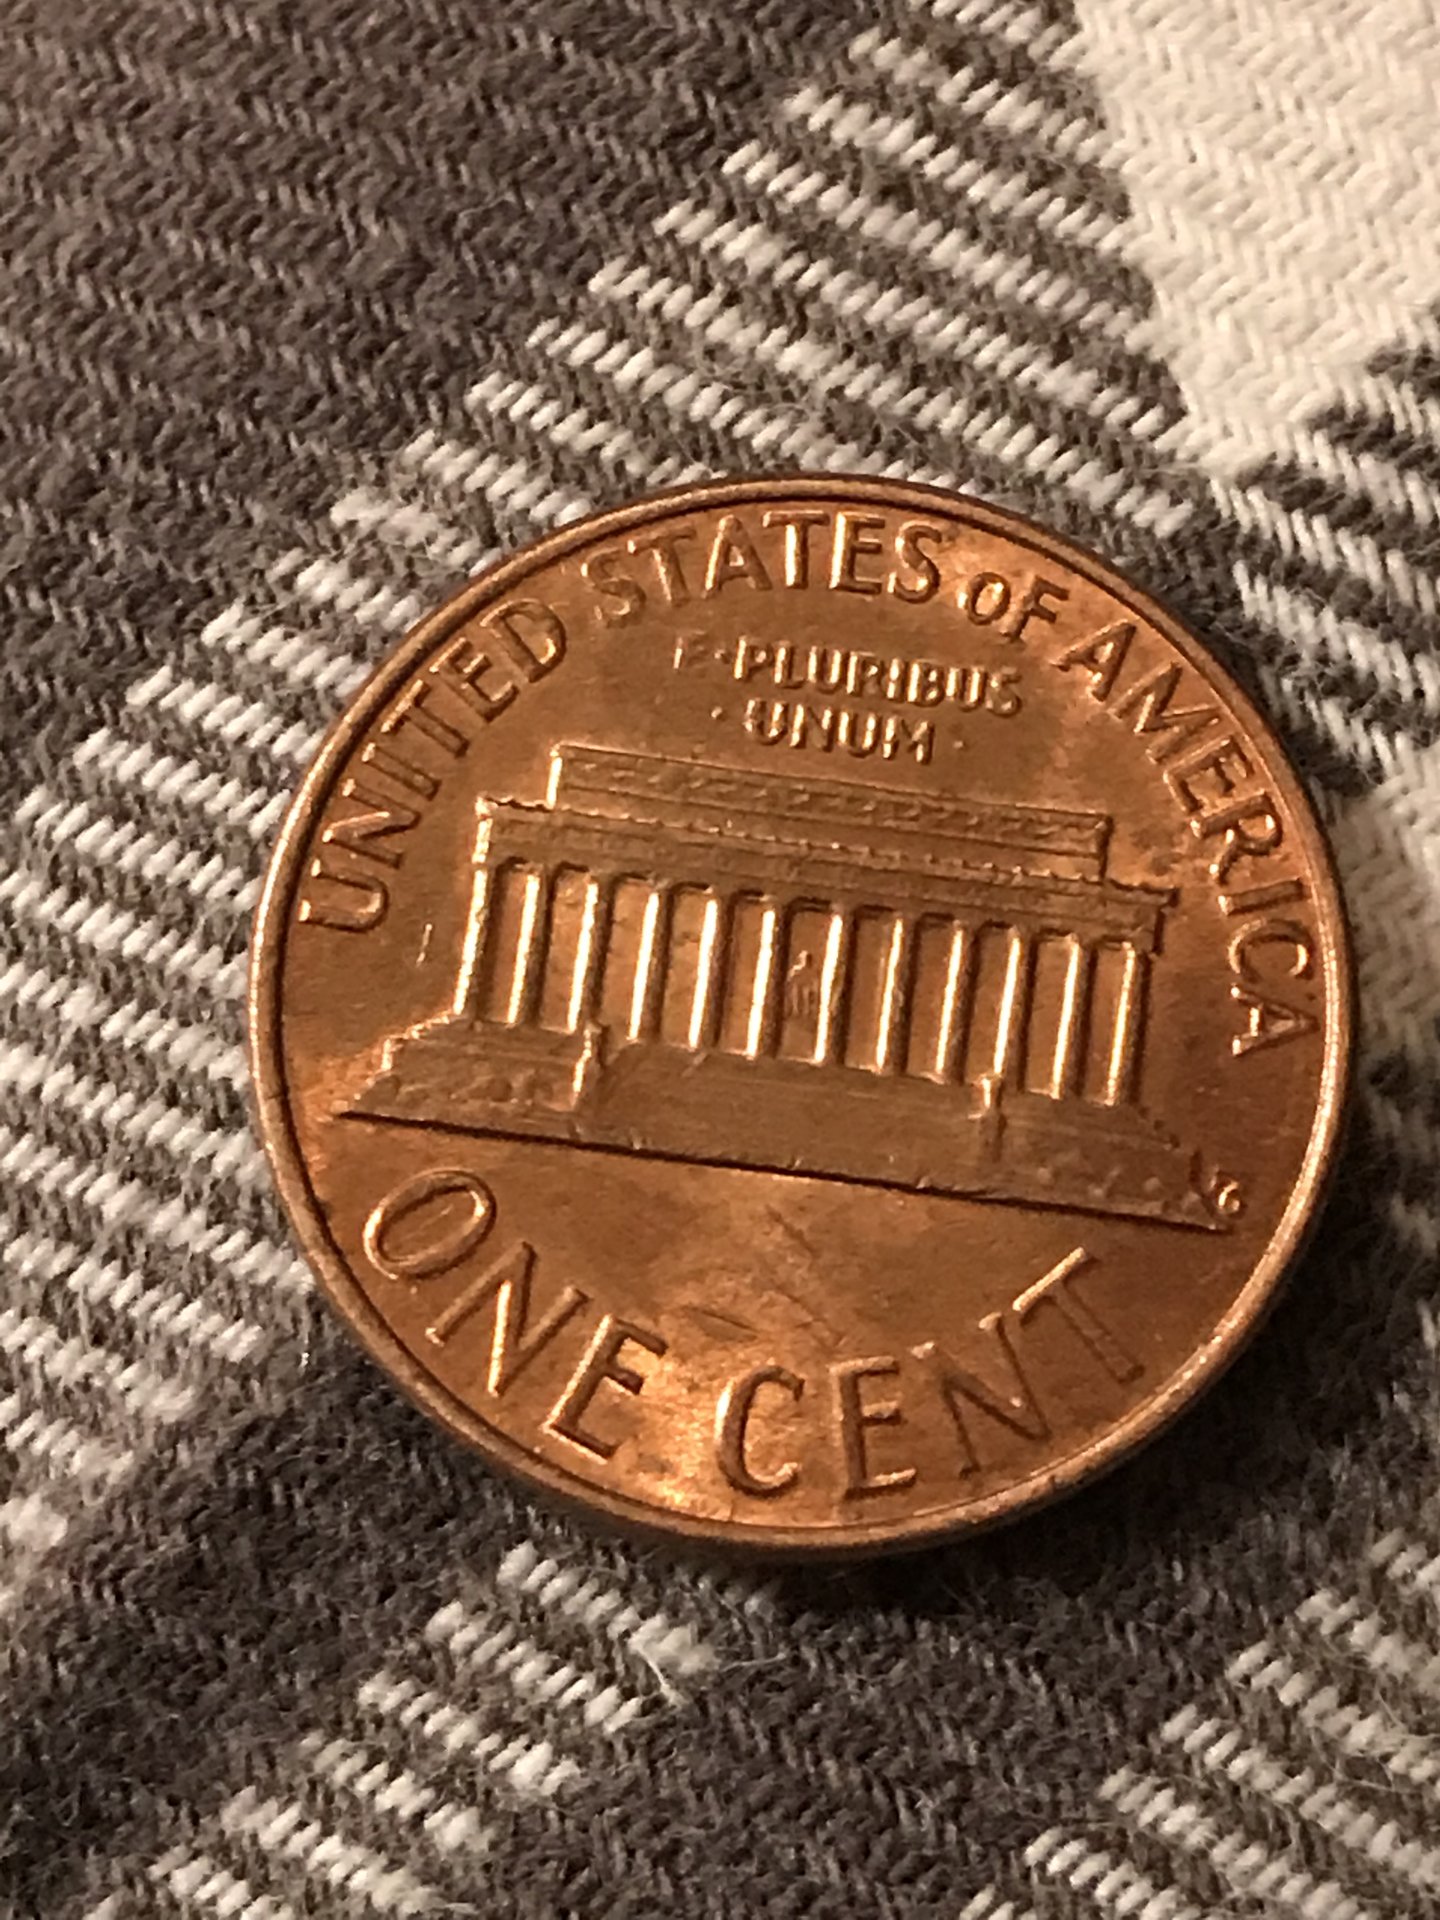 UNITED STATES OF AMERICA
E·PLURIBUS
·UNUM·
ONE CENT